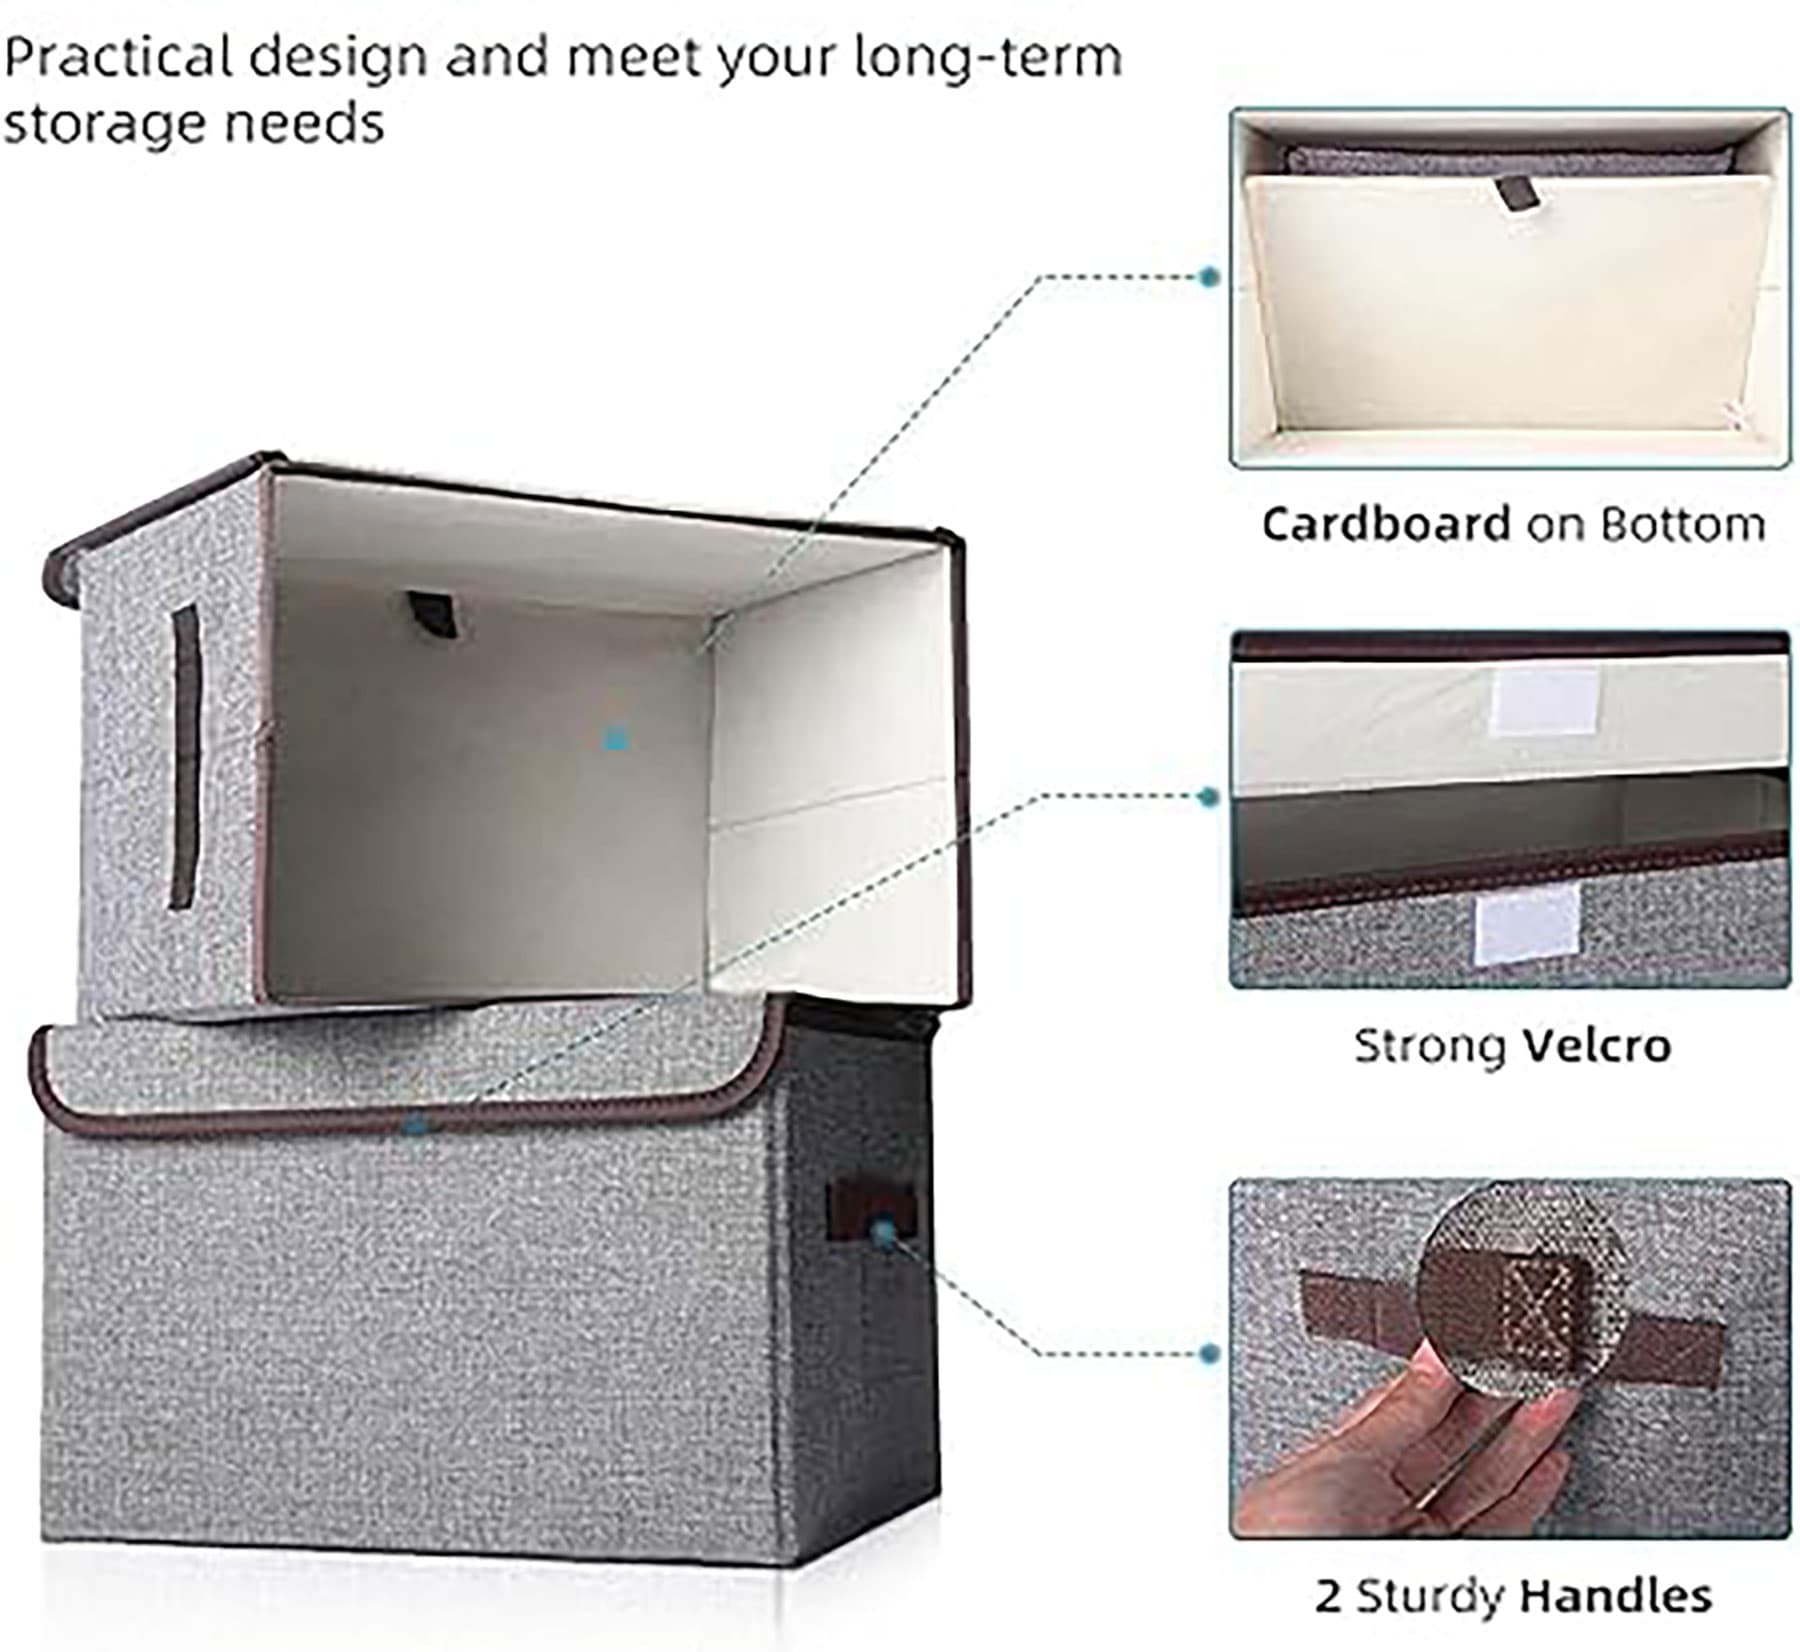 Practical design and meet your long-term
storage needs
Cardboard on Bottom
Strong Velcro
2 Sturdy Handles